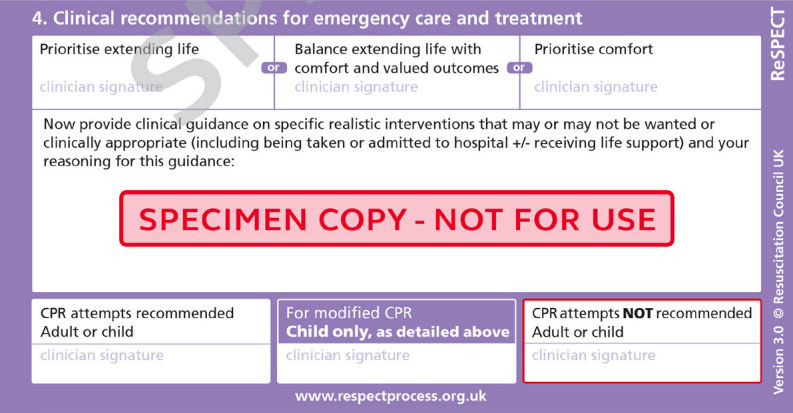 4. Clinical recommendations for emergency care and treatment
Prioritise extending life
clinician signature
or
Balance extending life with
comfort and valued outcomes
clinician signature
or
Prioritise comfort
clinician signature
Now provide clinical guidance on specific realistic interventions that may or may not be wanted or
clinically appropriate (including being taken or admitted to hospital +/- receiving life support) and your
reasoning for this guidance:
SPECIMEN COPY - NOT FOR USE
CPR attempts recommended
Adult or child
clinician signature
For modified CPR
Child only, as detailed above
clinician signature
CPR attempts NOT recommended
Adult or child
clinician signature
www.respectprocess.org.uk
ReSPECT
Version 3.0 © Resuscitation Council UK